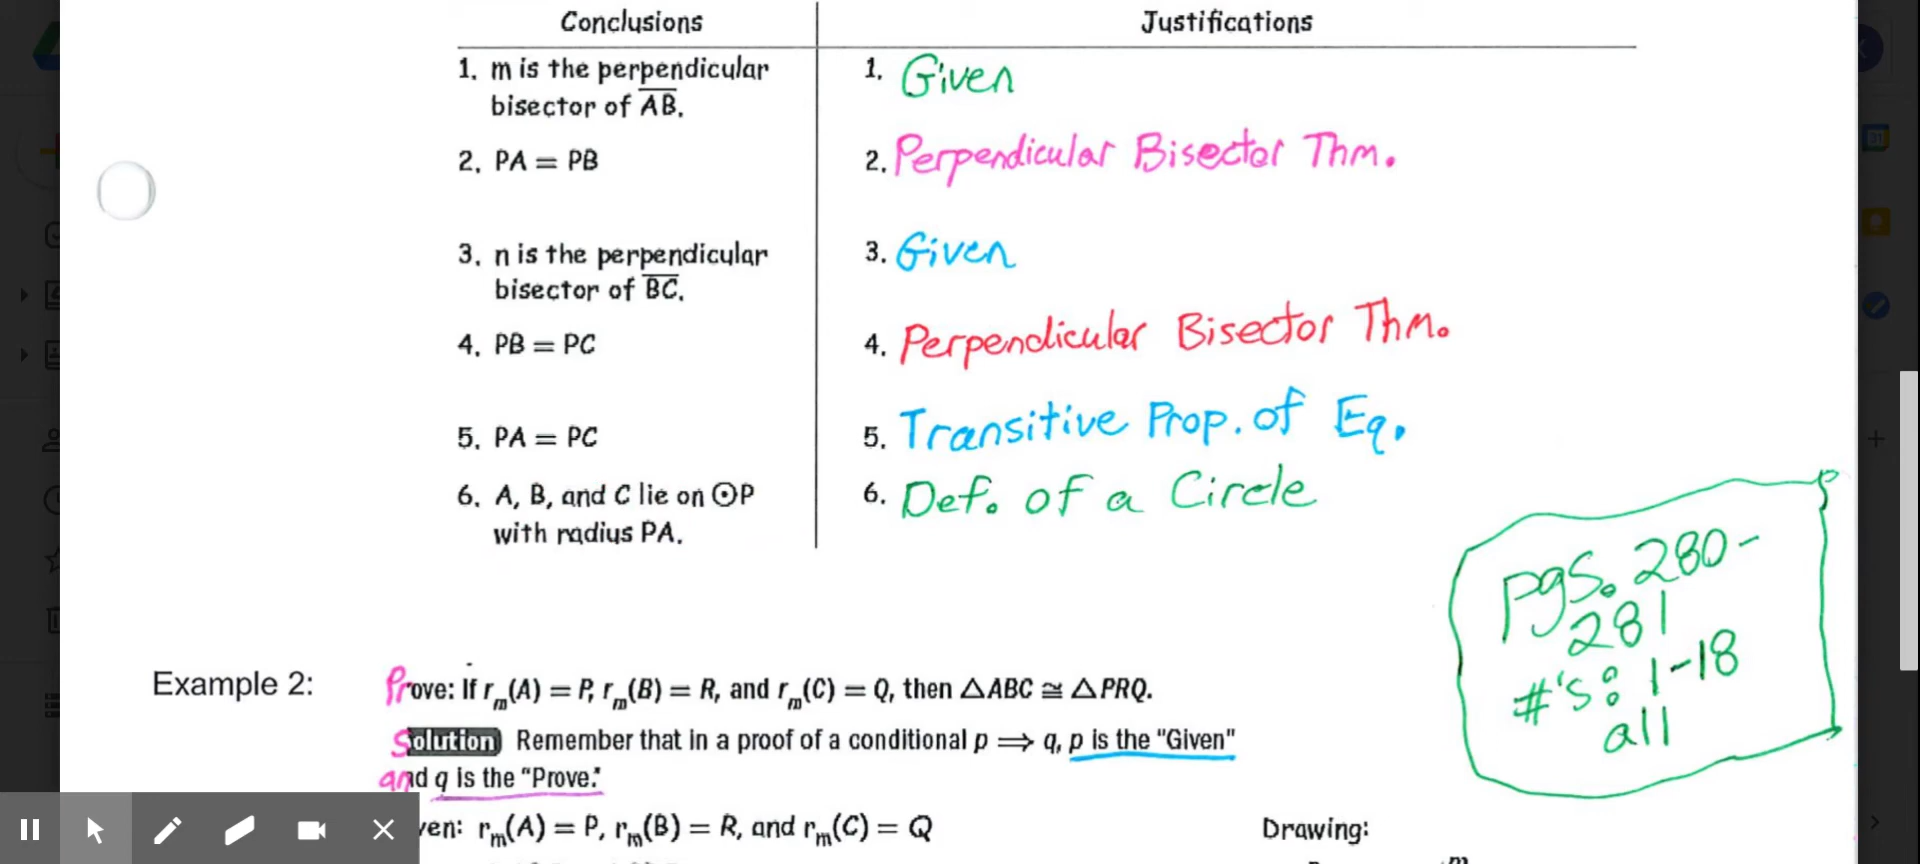 Conclusions Justifications
1. m is the perpendicular 1. Given
bisector of AB.
2. PA = PB 2. Perpendicular Bisector Thm.
3. n is the perpendicular 3. Given
bisector of BC.
4. PB = PC 4. Perpendicular Bisector Thm.
5. PA = PC 5. Transitive Prop. of Eq.
6. A, B, and C lie on ⊙P 6. Def. of a Circle
with radius PA.
pgs. 280-
281
#'s: 1-18
all
Example 2: Prove: If rₘ(A) = P, rₘ(B) = R, and rₘ(C) = Q, then △ABC ≅ △PRQ.
Solution Remember that in a proof of a conditional p ⟹ q, p is the "Given"
and q is the "Prove."
ven: rₘ(A) = P, rₘ(B) = R, and rₘ(C) = Q Drawing:
m
31